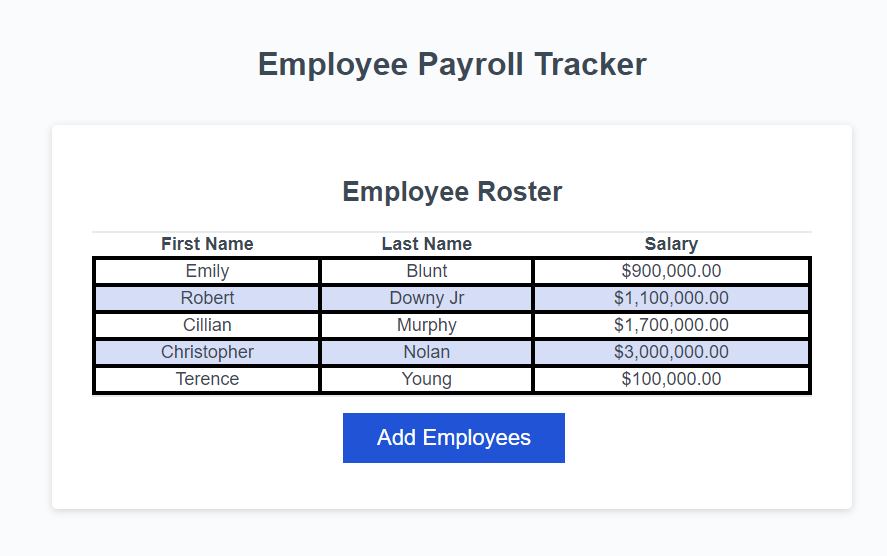 Employee Payroll Tracker
Employee Roster
First Name Last Name Salary
Emily Blunt $900,000.00
Robert Downy Jr $1,100,000.00
Cillian Murphy $1,700,000.00
Christopher Nolan $3,000,000.00
Terence Young $100,000.00
Add Employees